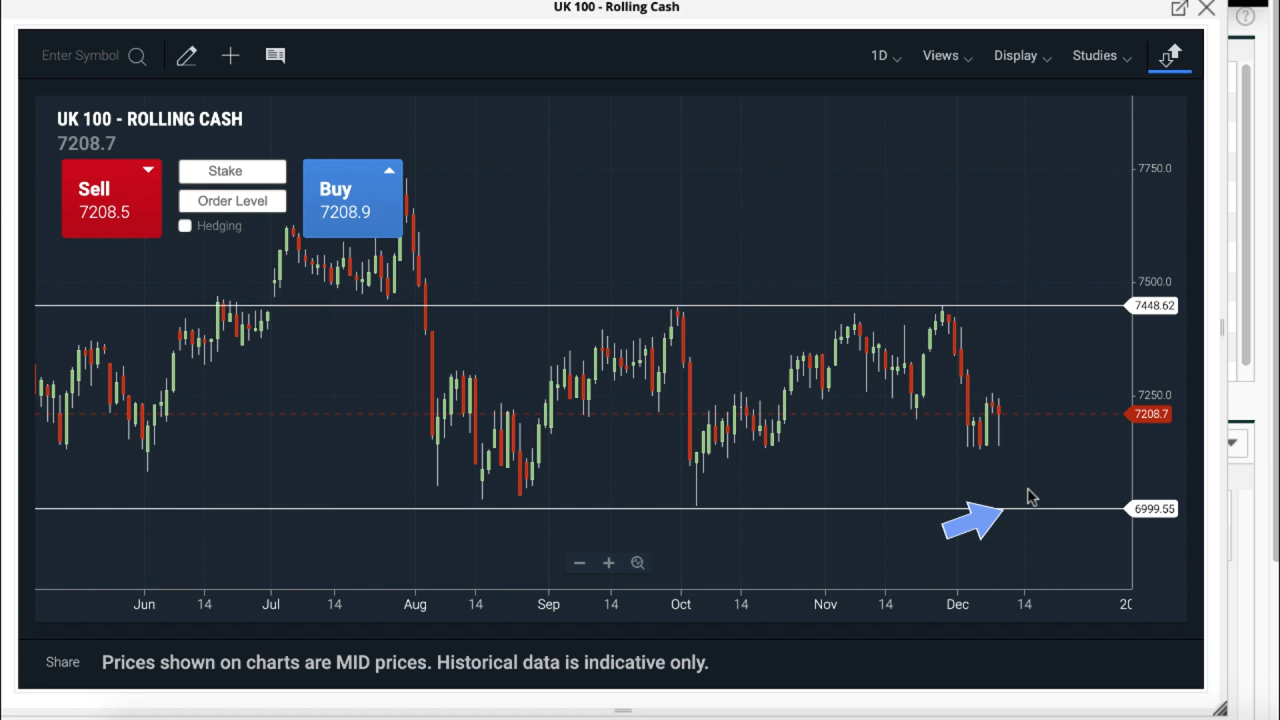 UK 100 - Rolling Cash
Enter Symbol
1D Views Display Studies
UK 100 - ROLLING CASH
7208.7
Sell
7208.5
Stake
Order Level
Hedging
Buy
7208.9
7750.0
7500.0
7448.62
7250.0
7208.7
6999.55
Jun 14 Jul 14 Aug 14 Sep 14 Oct 14 Nov 14 Dec 14
Share Prices shown on charts are MID prices. Historical data is indicative only.